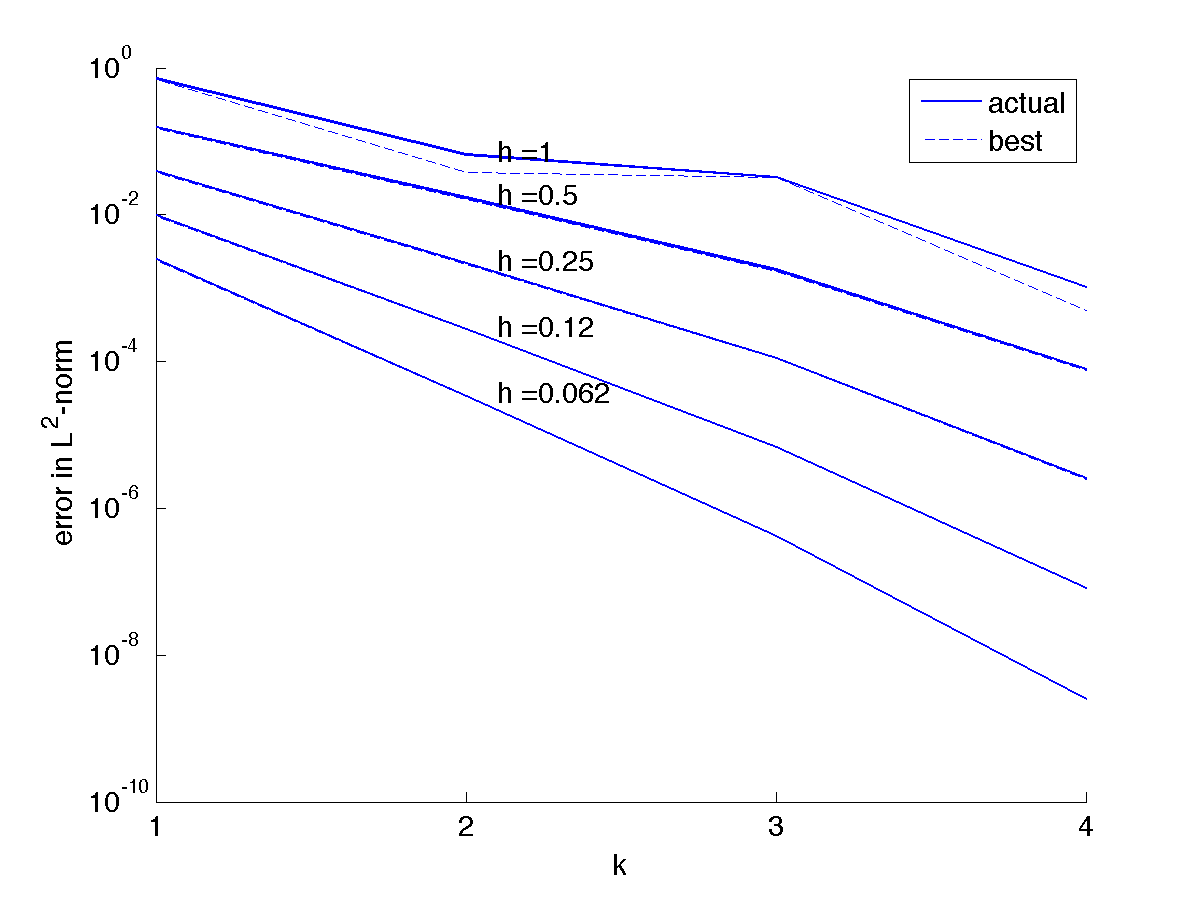 10^0
actual
best
h =1
h =0.5
10^-2
h =0.25
h =0.12
10^-4
h =0.062
error in L^2-norm
10^-6
10^-8
10^-10
1 2 3 4
k